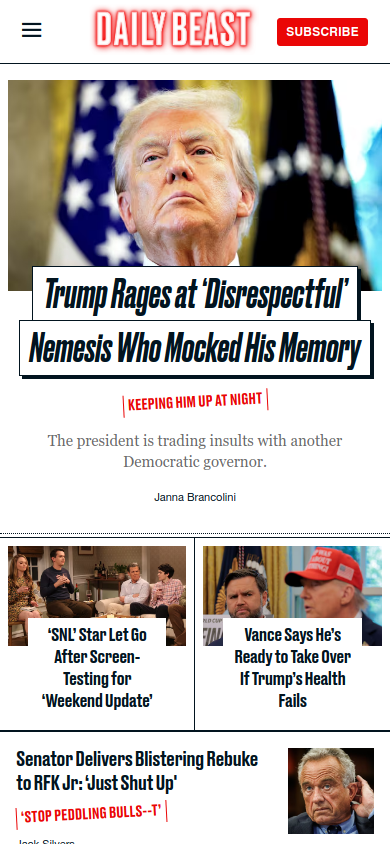 DAILY BEAST
SUBSCRIBE
Trump Rages at ‘Disrespectful’
Nemesis Who Mocked His Memory
KEEPING HIM UP AT NIGHT
The president is trading insults with another
Democratic governor.
Janna Brancolini
‘SNL’ Star Let Go
After Screen-
Testing for
‘Weekend Update’
Vance Says He’s
Ready to Take Over
If Trump’s Health
Fails
Senator Delivers Blistering Rebuke
to RFK Jr: ‘Just Shut Up'
‘STOP PEDDLING BULLS--T’